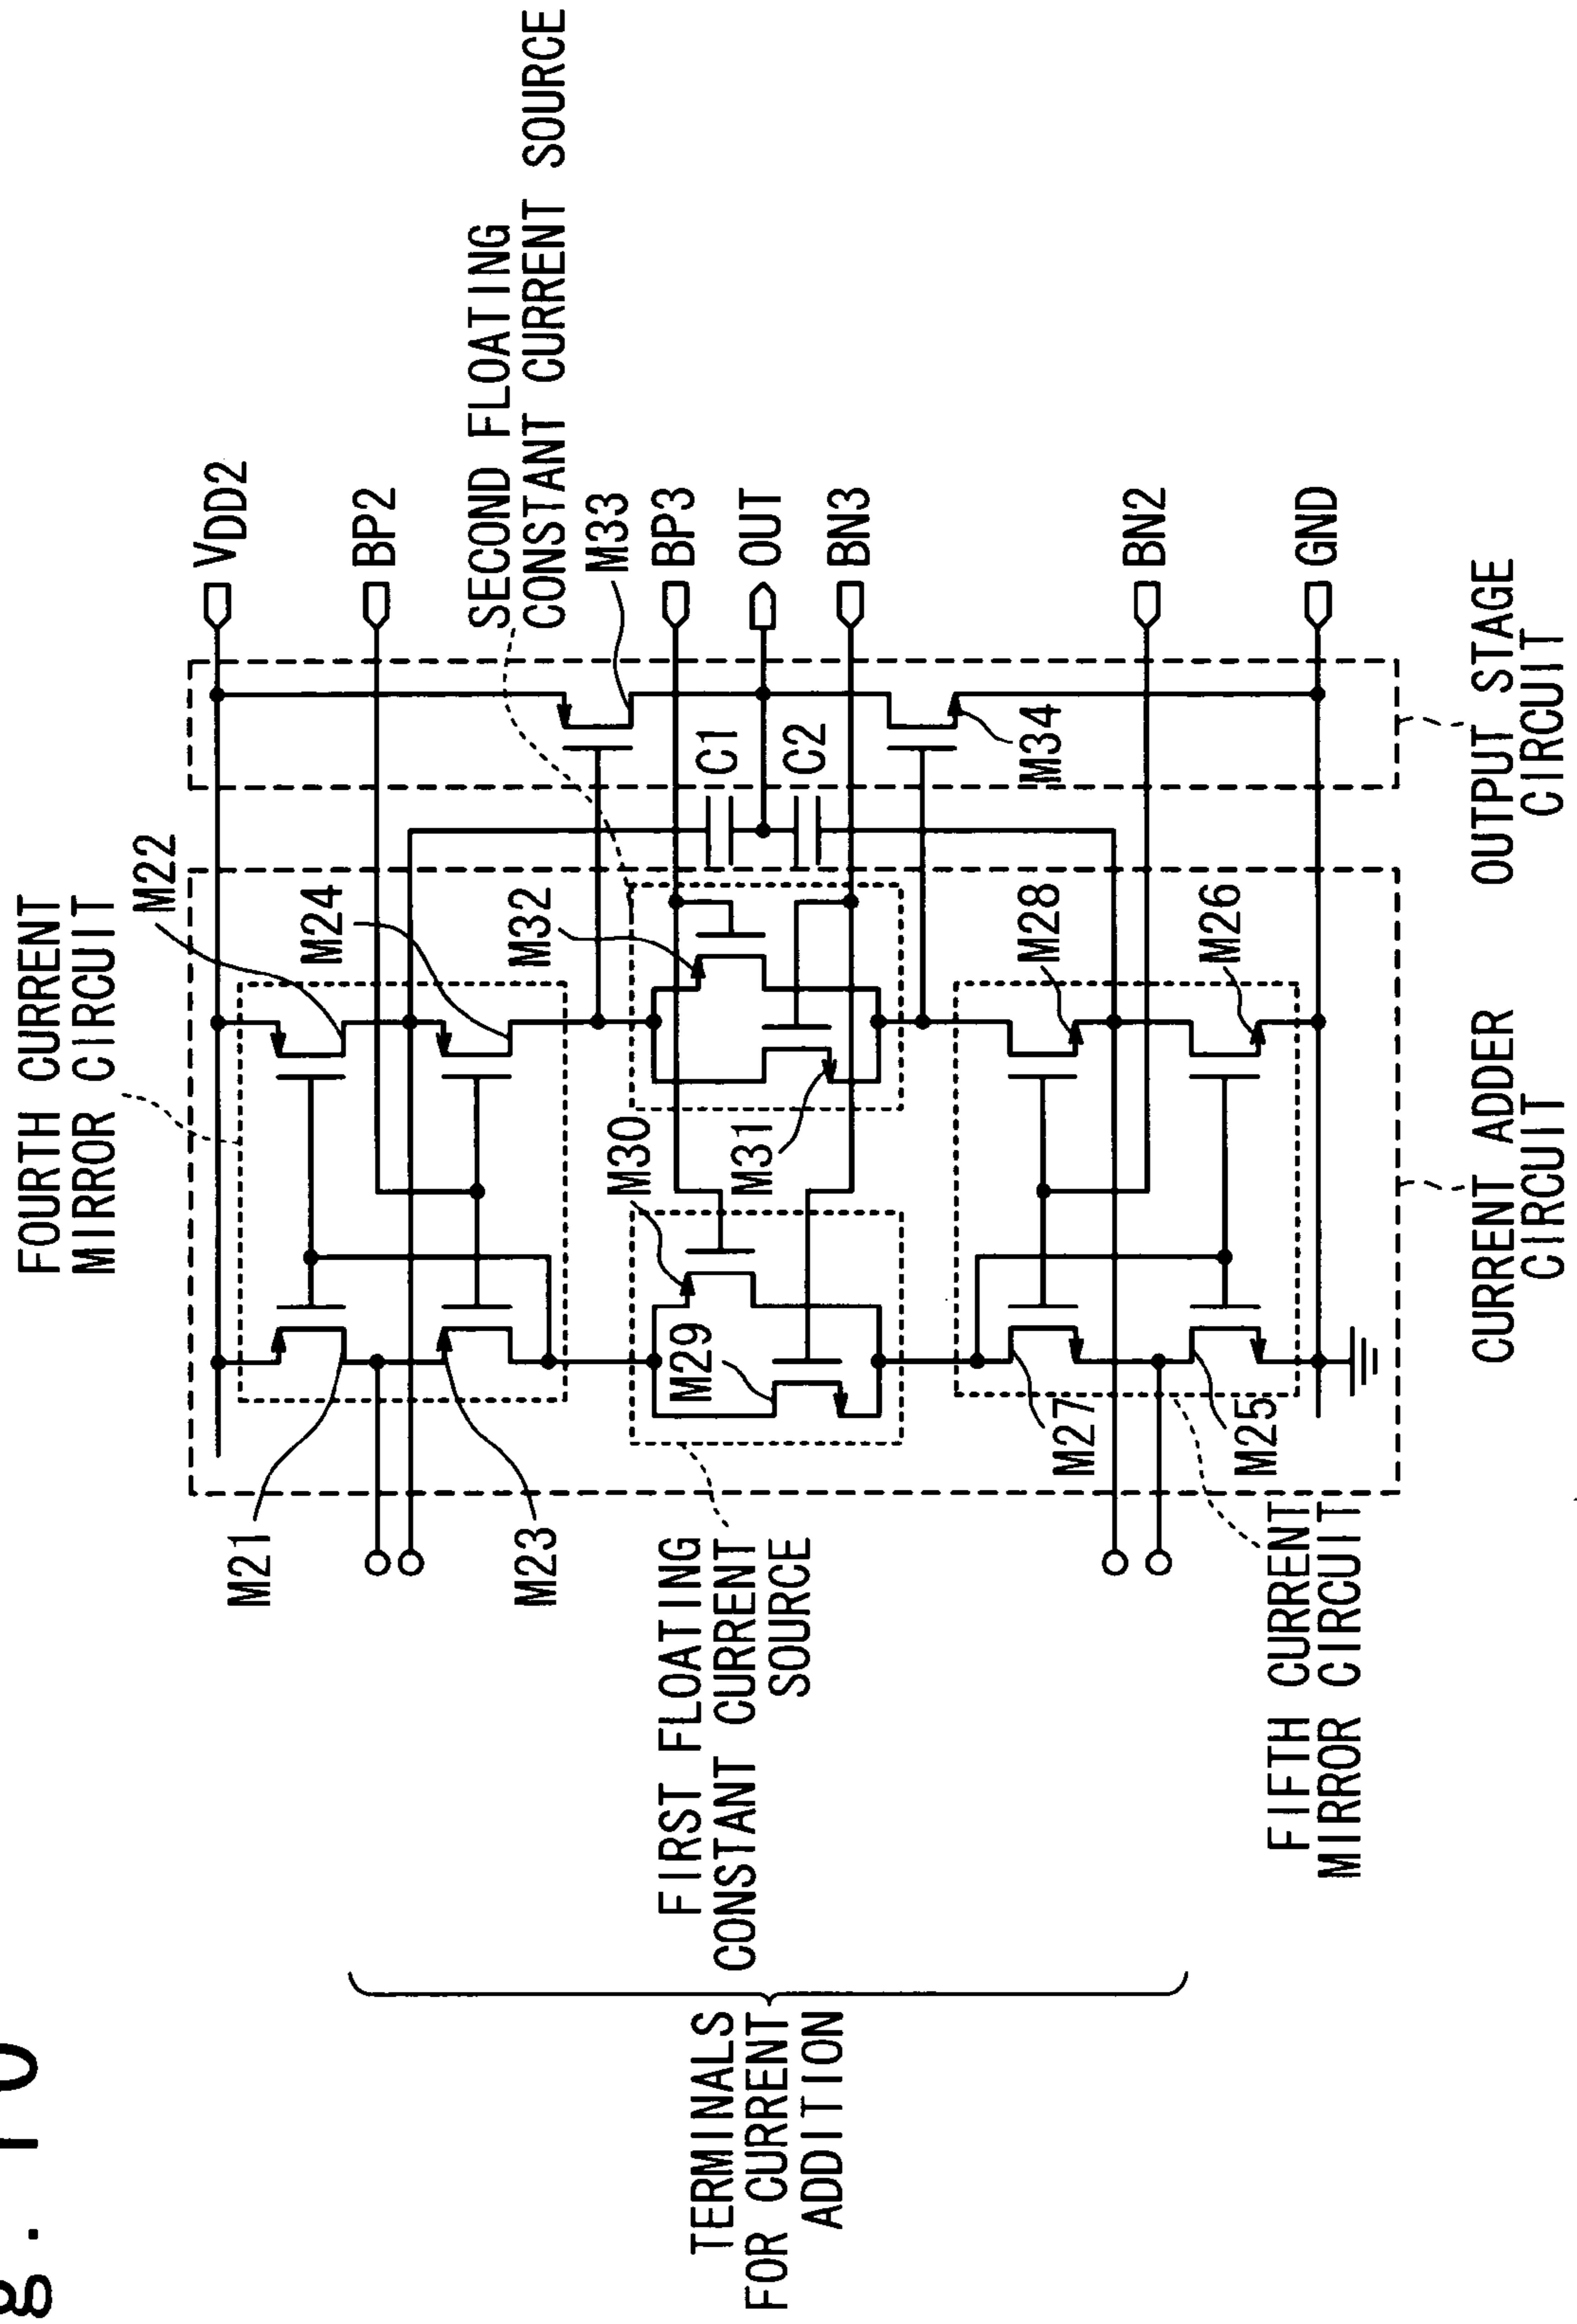 g. 10
FOURTH CURRENT
MIRROR CIRCUIT
M22
VDD2
M21
M24
BP2
M23
M32
SECOND FLOATING
CONSTANT CURRENT SOURCE
M33
M30
BP3
FIRST FLOATING
CONSTANT CURRENT
SOURCE
M29
C1
M31
OUT
C2
BN3
TERMINALS
FOR CURRENT
ADDITION
M28
M34
M27
BN2
M26
M25
GND
FIFTH CURRENT
MIRROR CIRCUIT
CURRENT ADDER
CIRCUIT
OUTPUT STAGE
CIRCUIT